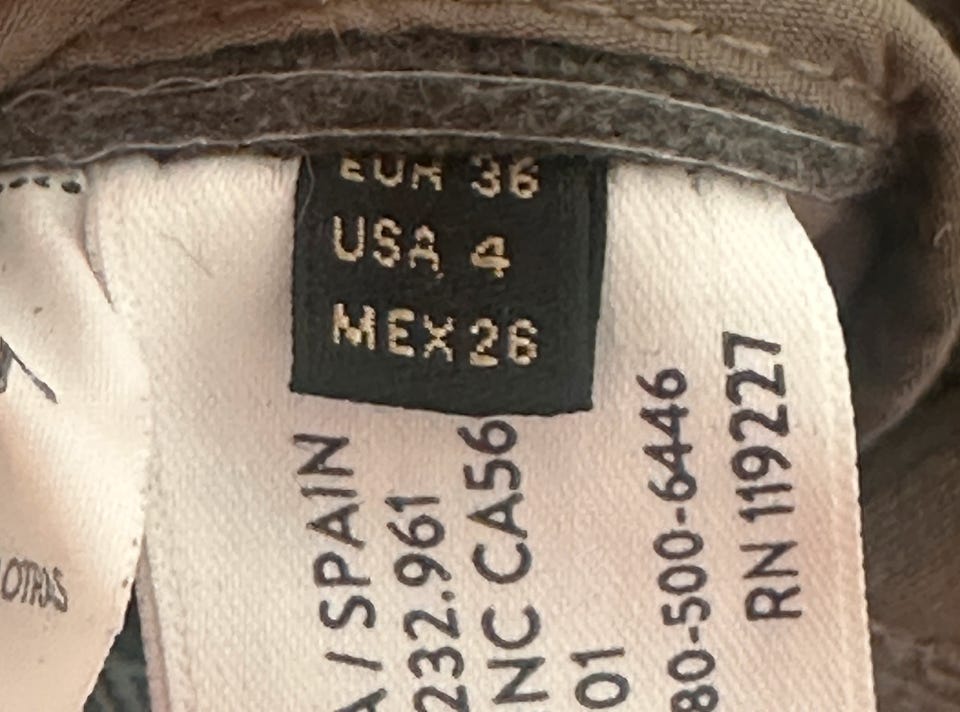 EUR 36
USA 4
MEX 26
A / SPAIN
232.961
NC CA56
01
80-500-6446
RN 119227
OTRAS